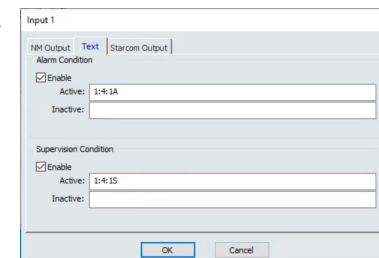 Input 1
NM Output Text Starcom Output
Alarm Condition
Enable
Active: 1:4:1A
Inactive:
Supervision Condition
Enable
Active: 1:4:1S
Inactive:
OK Cancel